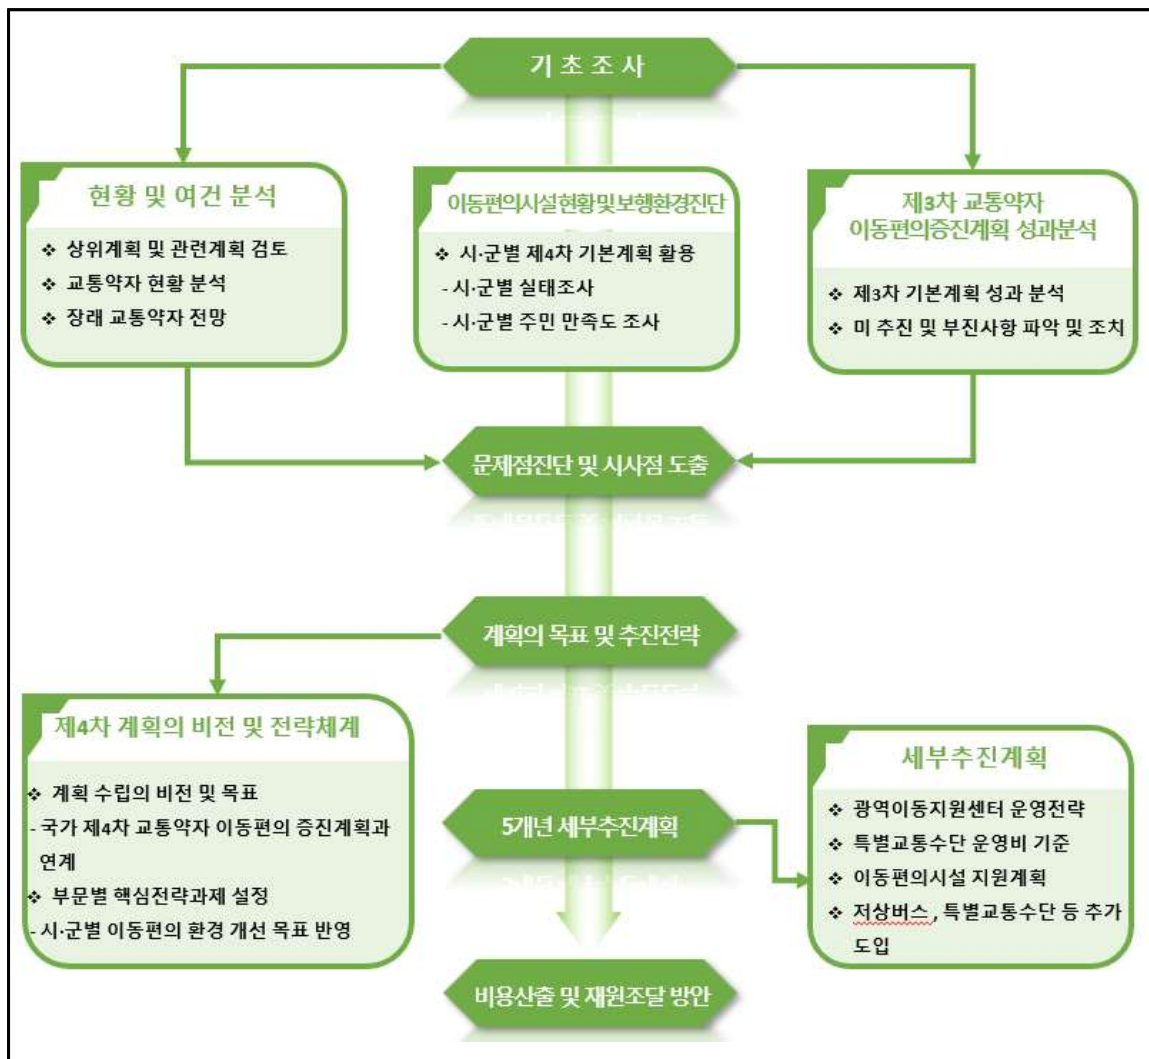 기 초 조 사
현황 및 여건 분석
❖ 상위계획 및 관련계획 검토
❖ 교통약자 현황 분석
❖ 장래 교통약자 전망
이동편의시설현황및보행환경진단
❖ 시·군별 제4차 기본계획 활용
- 시·군별 실태조사
- 시·군별 주민 만족도 조사
제3차 교통약자
이동편의증진계획 성과분석
❖ 제3차 기본계획 성과 분석
❖ 미 추진 및 부진사항 파악 및 조치
문제점진단 및 시사점 도출
계획의 목표 및 추진전략
제4차 계획의 비전 및 전략체계
❖ 계획 수립의 비전 및 목표
- 국가 제4차 교통약자 이동편의 증진계획과
연계
❖ 부문별 핵심전략과제 설정
- 시·군별 이동편의 환경 개선 목표 반영
5개년 세부추진계획
세부추진계획
❖ 광역이동지원센터 운영전략
❖ 특별교통수단 운영비 기준
❖ 이동편의시설 지원계획
❖ 저상버스, 특별교통수단 등 추가
도입
비용산출 및 재원조달 방안